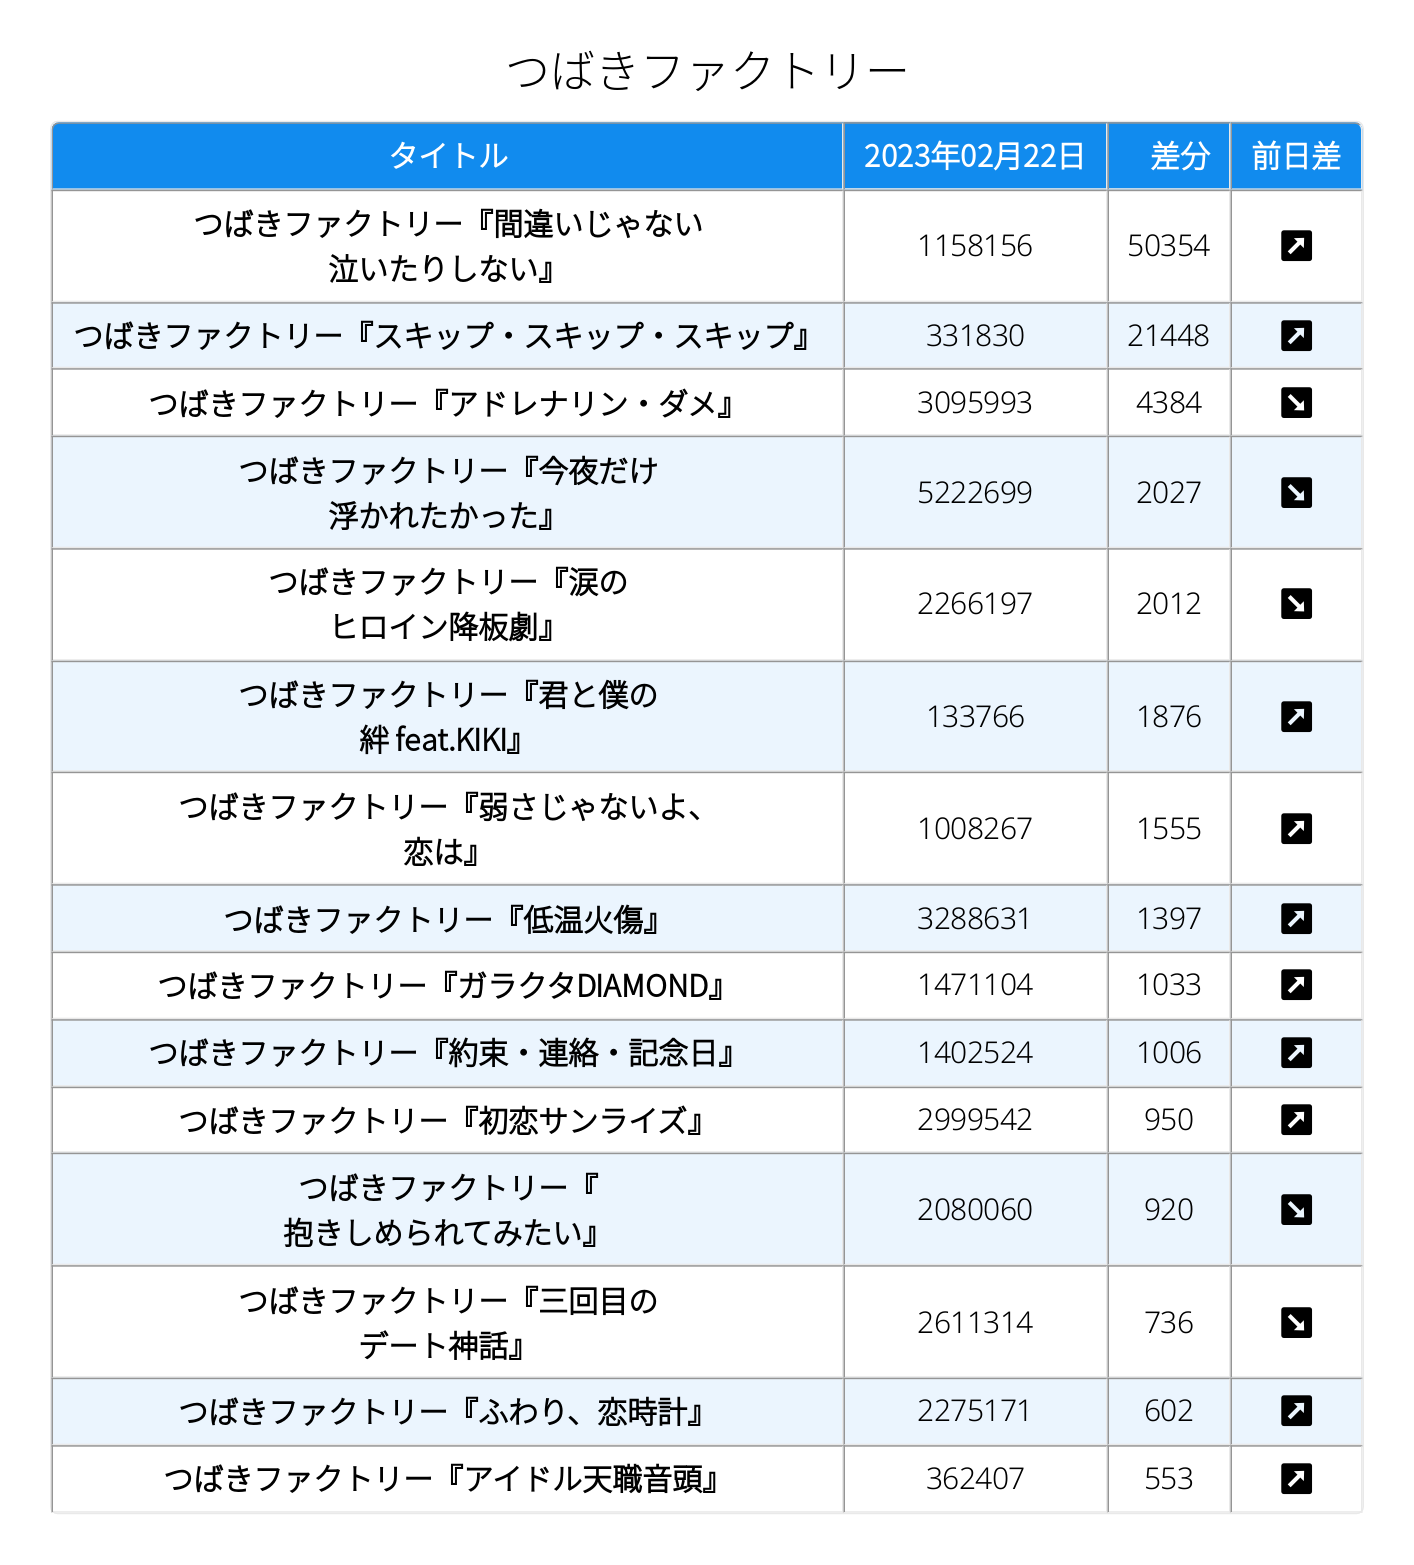 つばきファクトリー
タイトル 2023年02月22日 差分 前日差
つばきファクトリー『間違いじゃない
泣いたりしない』 1158156 50354
つばきファクトリー『スキップ・スキップ・スキップ』 331830 21448
つばきファクトリー『アドレナリン・ダメ』 3095993 4384
つばきファクトリー『今夜だけ
浮かれたかった』 5222699 2027
つばきファクトリー『涙の
ヒロイン降板劇』 2266197 2012
つばきファクトリー『君と僕の
絆 feat.KIKI』 133766 1876
つばきファクトリー『弱さじゃないよ、
恋は』 1008267 1555
つばきファクトリー『低温火傷』 3288631 1397
つばきファクトリー『ガラクタDIAMOND』 1471104 1033
つばきファクトリー『約束・連絡・記念日』 1402524 1006
つばきファクトリー『初恋サンライズ』 2999542 950
つばきファクトリー『
抱きしめられてみたい』 2080060 920
つばきファクトリー『三回目の
デート神話』 2611314 736
つばきファクトリー『ふわり、恋時計』 2275171 602
つばきファクトリー『アイドル天職音頭』 362407 553